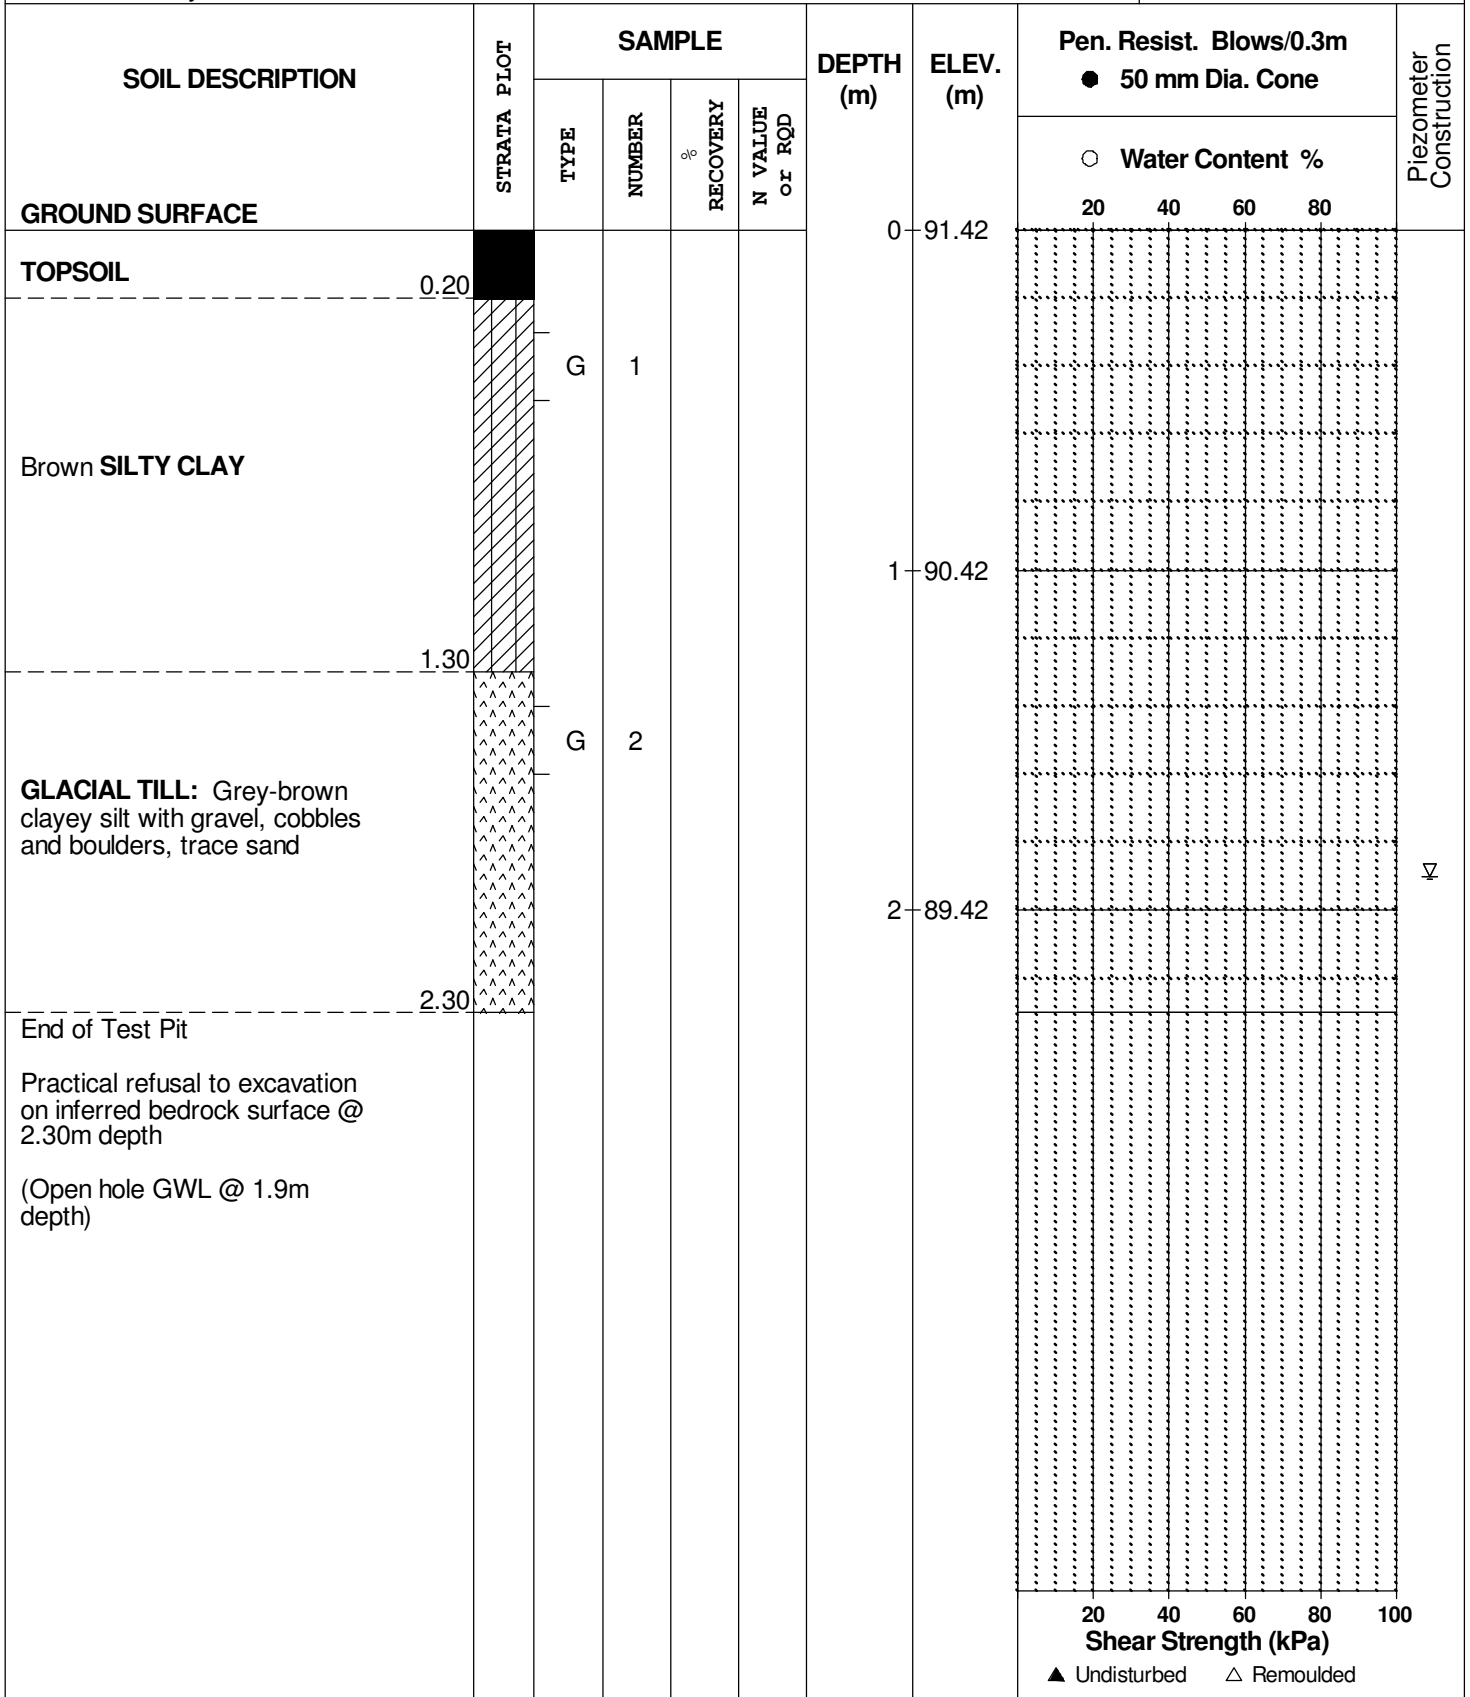 SOIL DESCRIPTION
GROUND SURFACE
STRATA PLOT
SAMPLE
TYPE
NUMBER
%
RECOVERY
N VALUE
or RQD
DEPTH
(m)
ELEV.
(m)
Pen. Resist. Blows/0.3m
● 50 mm Dia. Cone
○ Water Content %
20 40 60 80
Piezometer
Construction
0 91.42
TOPSOIL
0.20
G 1
Brown SILTY CLAY
1 90.42
1.30
G 2
GLACIAL TILL: Grey-brown
clayey silt with gravel, cobbles
and boulders, trace sand
2 89.42
2.30
End of Test Pit
Practical refusal to excavation
on inferred bedrock surface @
2.30m depth
(Open hole GWL @ 1.9m
depth)
20 40 60 80 100
Shear Strength (kPa)
▲ Undisturbed △ Remoulded